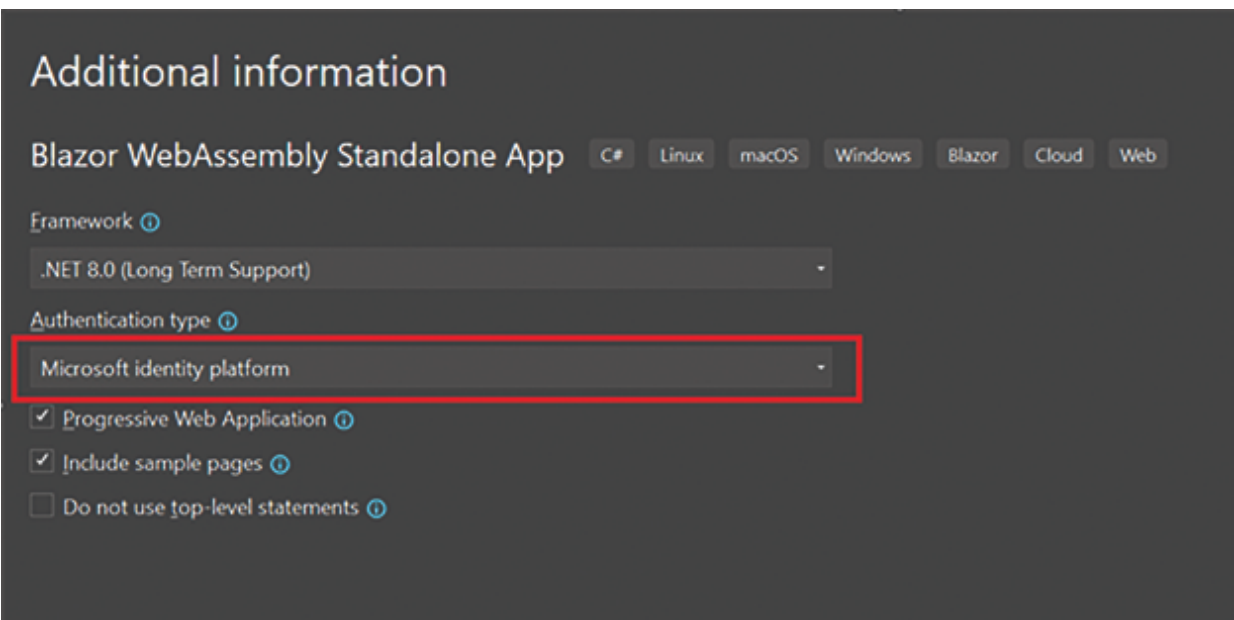 Additional information
Blazor WebAssembly Standalone App C# Linux macOS Windows Blazor Cloud Web
Framework
.NET 8.0 (Long Term Support)
Authentication type
Microsoft identity platform
Progressive Web Application
Include sample pages
Do not use top-level statements